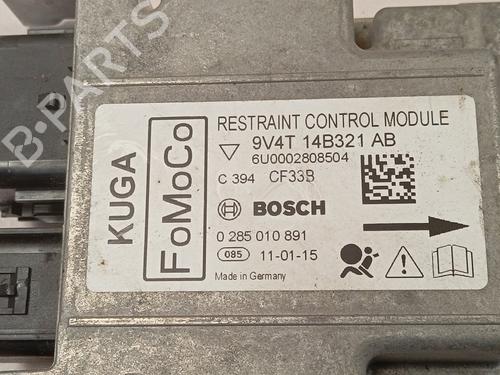 B-PARTS
KUGA
FoMoCo
RESTRAINT CONTROL MODULE
9V4T 14B321 AB
6U0002808504
C 394 CF33B
BOSCH
0 285 010 891
085 11-01-15
Made in Germany